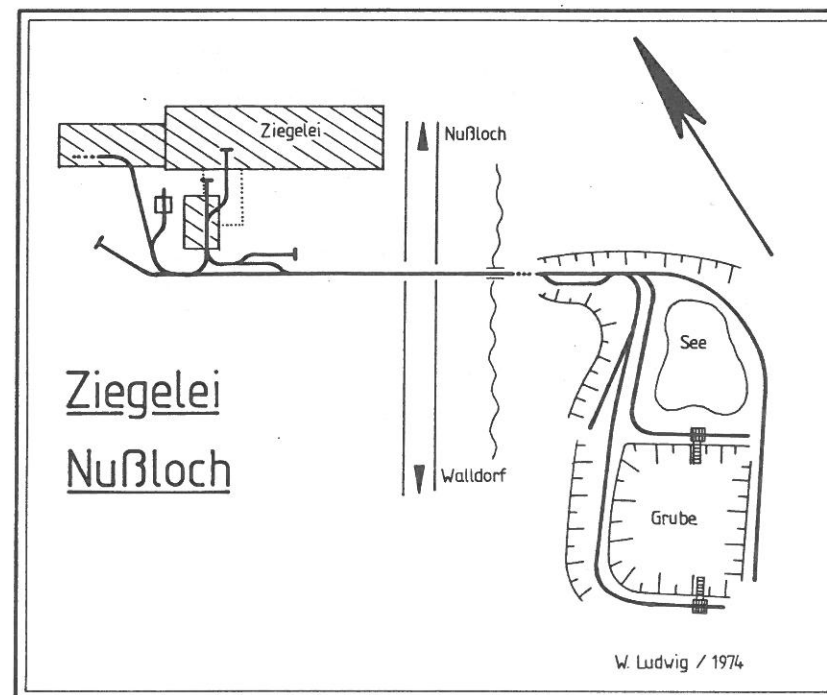 Ziegelei
Nußloch
See
Ziegelei
Nußloch
Walldorf
Grube
W. Ludwig / 1974